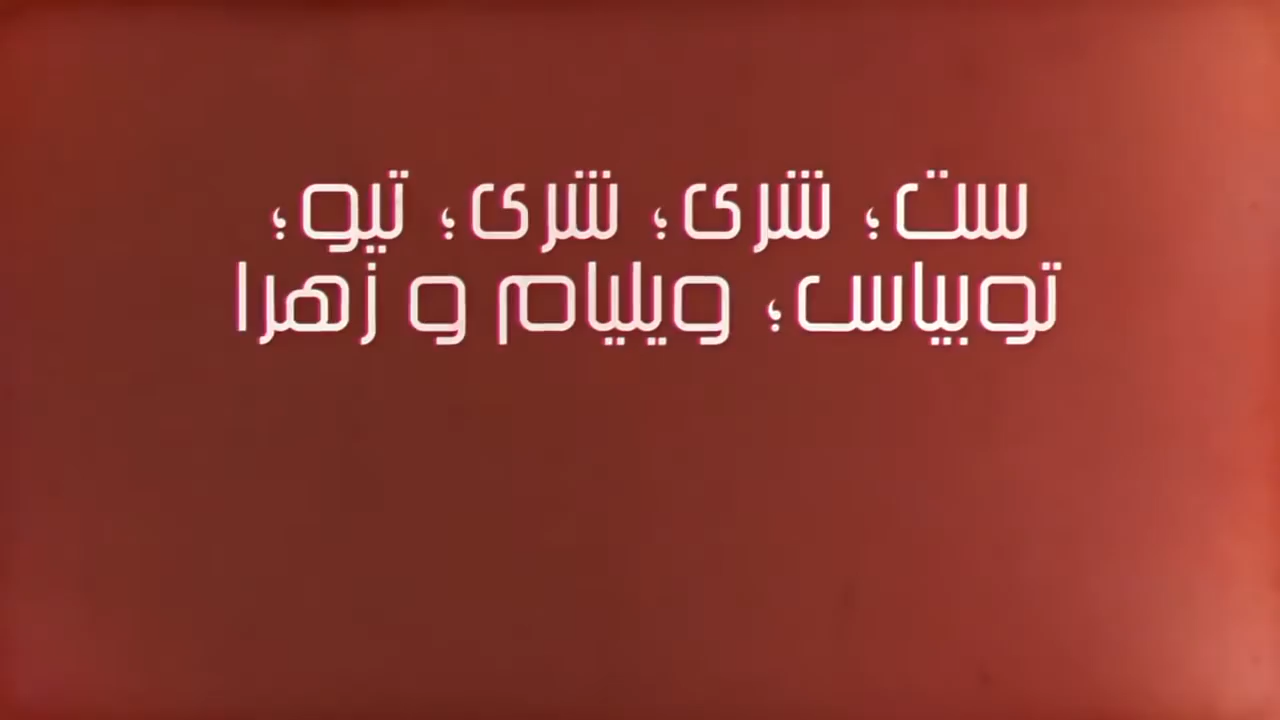 ست؛ شری؛ شری؛ تیو؛
توبیاس؛ ویلیام و زهرا